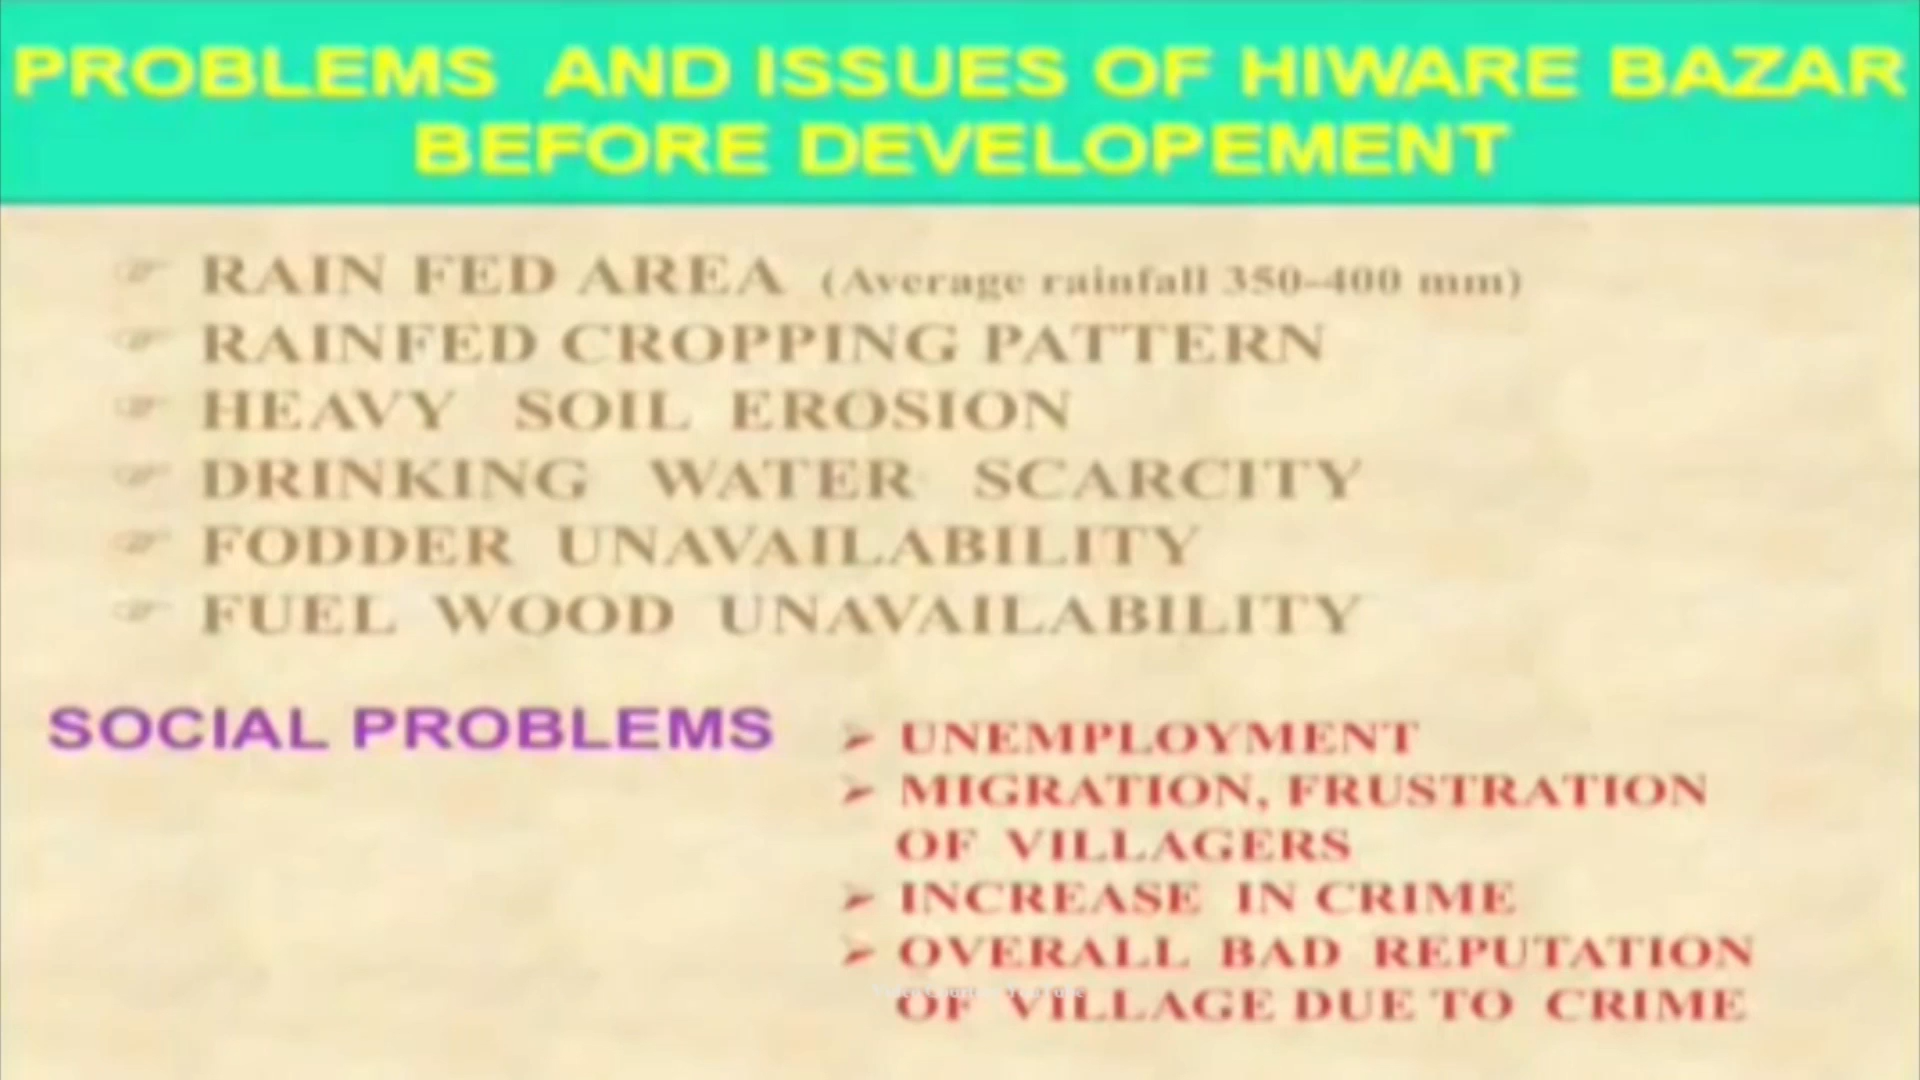 PROBLEMS AND ISSUES OF HIWARE BAZAR
BEFORE DEVELOPEMENT
RAIN FED AREA (Average rainfall 350-400 mm)
RAINFED CROPPING PATTERN
HEAVY SOIL EROSION
DRINKING WATER SCARCITY
FODDER UNAVAILABILITY
FUEL WOOD UNAVAILABILITY
SOCIAL PROBLEMS
UNEMPLOYMENT
MIGRATION, FRUSTRATION
OF VILLAGERS
INCREASE IN CRIME
OVERALL BAD REPUTATION
OF VILLAGE DUE TO CRIME